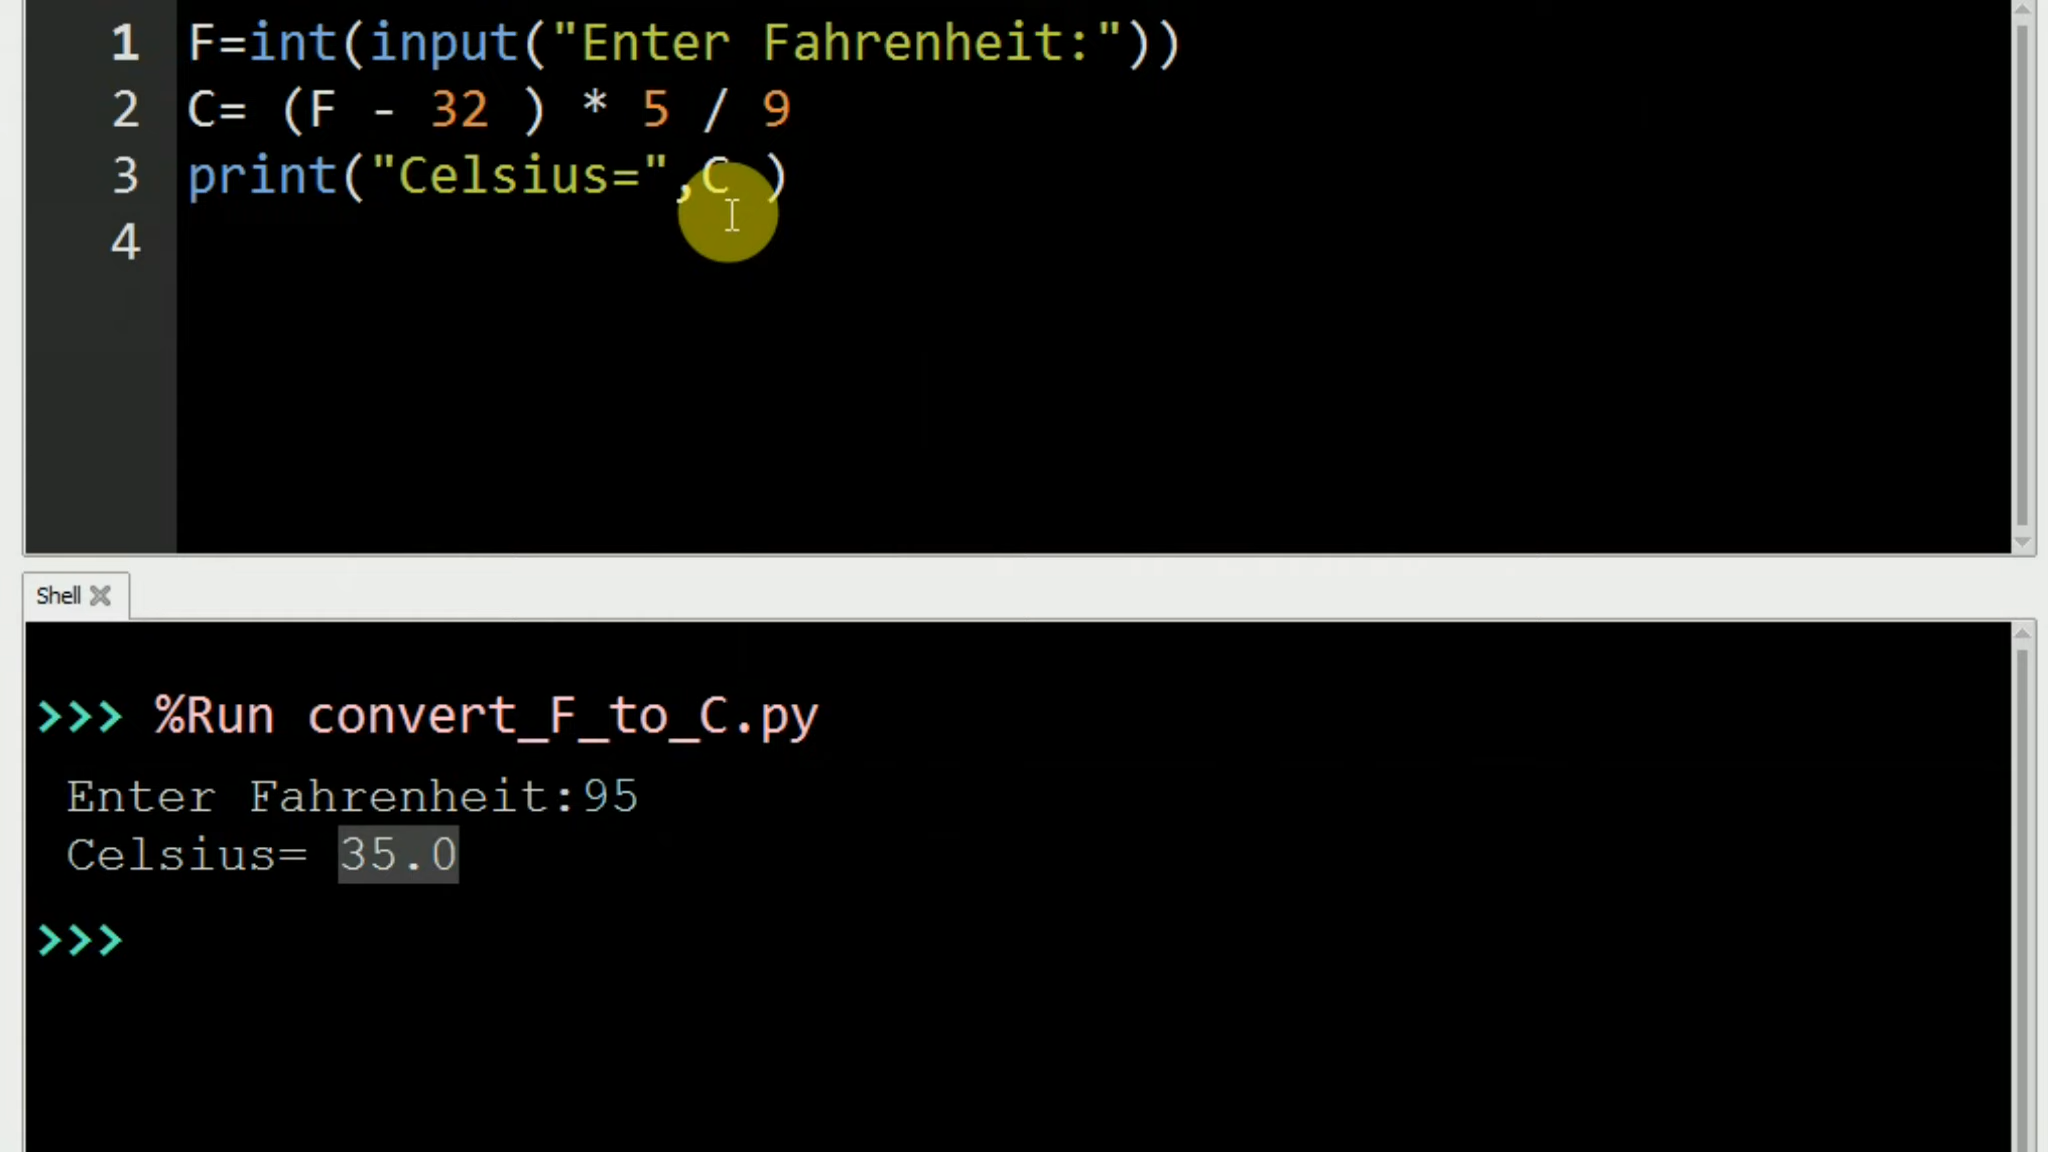 1 F=int(input("Enter Fahrenheit:"))
2 C= (F - 32 ) * 5 / 9
3 print("Celsius=",C )
4
Shell
>>> %Run convert_F_to_C.py
Enter Fahrenheit:95
Celsius= 35.0
>>>